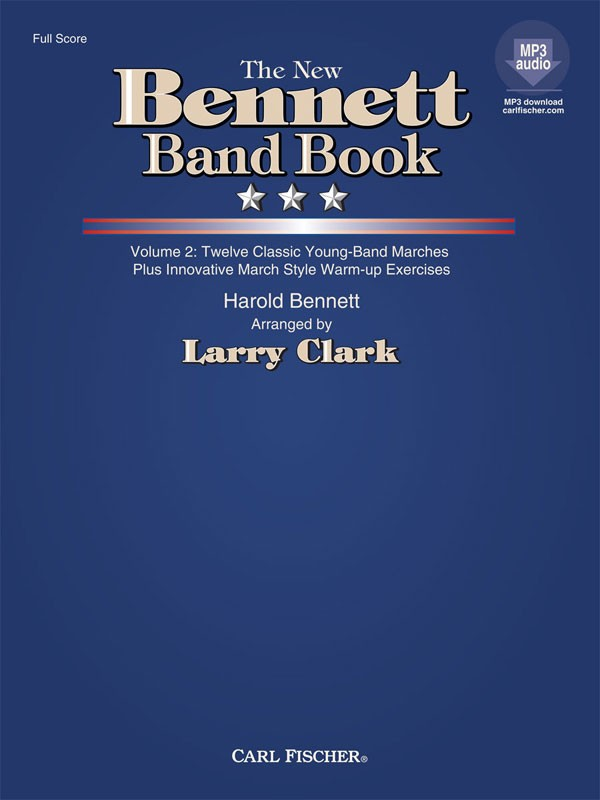 Full Score
MP3
audio
MP3 download
carlfischer.com
The New
Bennett
Band Book
Volume 2: Twelve Classic Young-Band Marches
Plus Innovative March Style Warm-up Exercises
Harold Bennett
Arranged by
Larry Clark
CARL FISCHER®